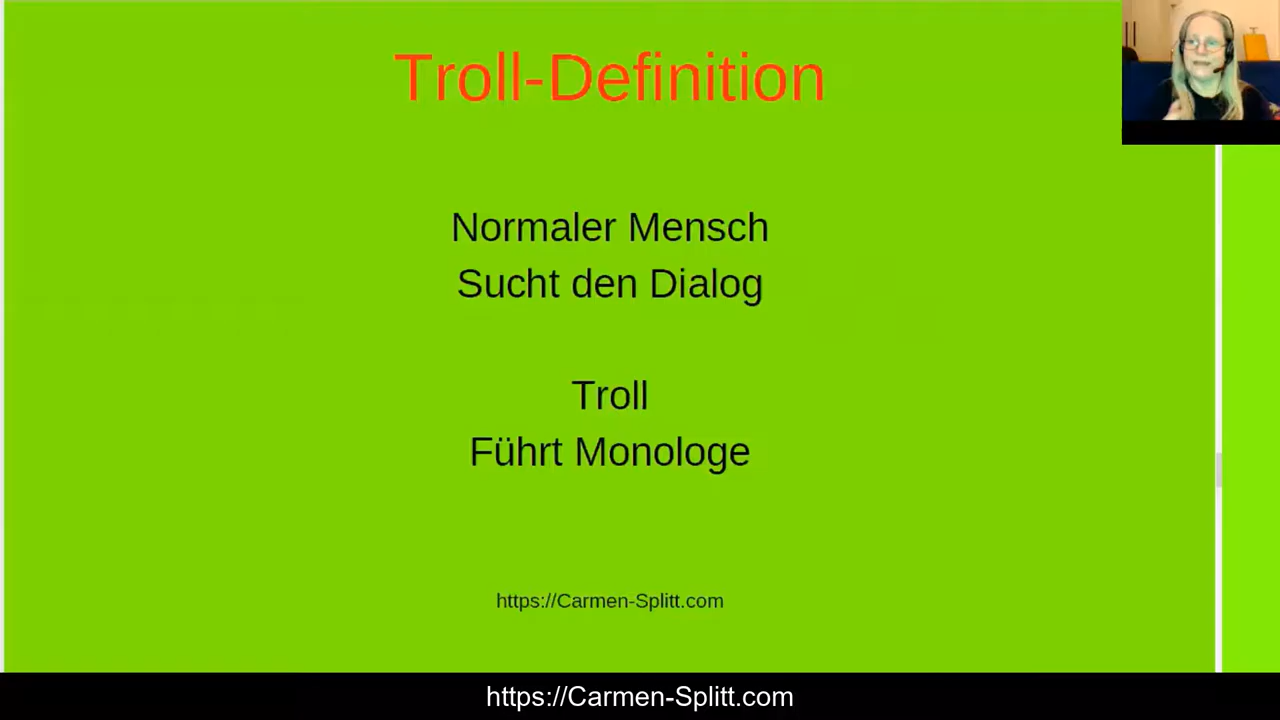 Troll-Definition
Normaler Mensch
Sucht den Dialog
Troll
Führt Monologe
https://Carmen-Splitt.com
https://Carmen-Splitt.com